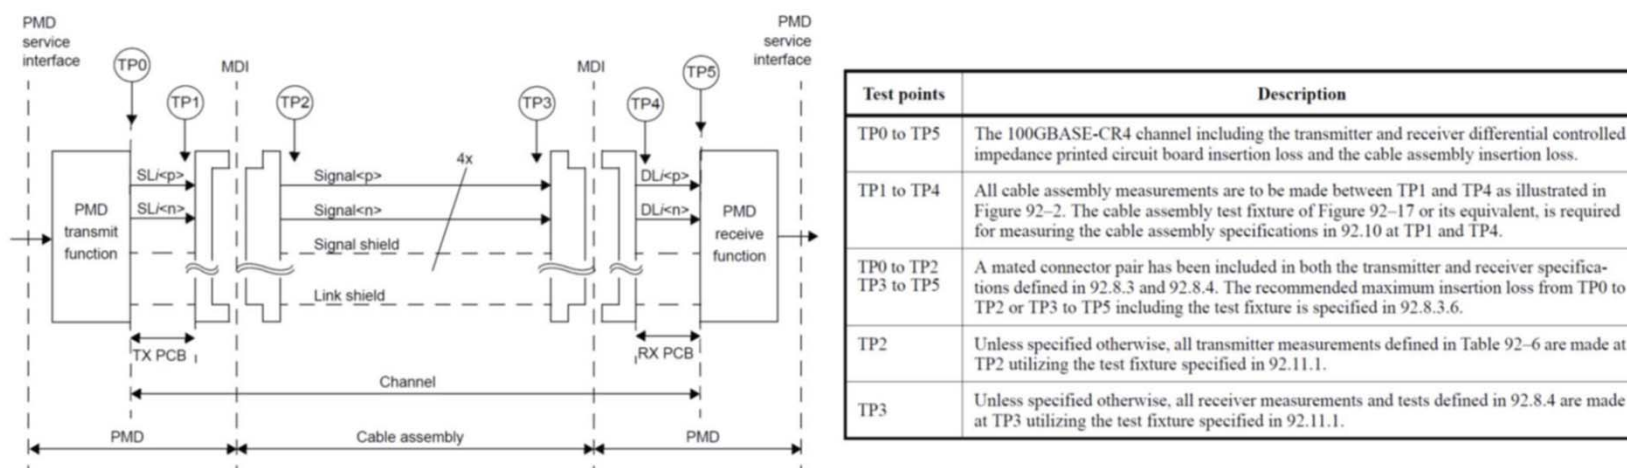 PMD
service
interface
PMD
service
interface
TP0
MDI
MDI
TP5
TP1
TP2
TP3
TP4
4x
SLi<p>
Signal<p>
DLi<p>
SLi<n>
Signal<n>
DLi<n>
PMD
transmit
function
PMD
receive
function
Signal shield
Link shield
TX PCB
RX PCB
Channel
PMD
Cable assembly
PMD
Test points
Description
TP0 to TP5
The 100GBASE-CR4 channel including the transmitter and receiver differential controlled
impedance printed circuit board insertion loss and the cable assembly insertion loss.
TP1 to TP4
All cable assembly measurements are to be made between TP1 and TP4 as illustrated in
Figure 92–2. The cable assembly test fixture of Figure 92–17 or its equivalent, is required
for measuring the cable assembly specifications in 92.10 at TP1 and TP4.
TP0 to TP2
TP3 to TP5
A mated connector pair has been included in both the transmitter and receiver specifica-
tions defined in 92.8.3 and 92.8.4. The recommended maximum insertion loss from TP0 to
TP2 or TP3 to TP5 including the test fixture is specified in 92.8.3.6.
TP2
Unless specified otherwise, all transmitter measurements defined in Table 92–6 are made at
TP2 utilizing the test fixture specified in 92.11.1.
TP3
Unless specified otherwise, all receiver measurements and tests defined in 92.8.4 are made
at TP3 utilizing the test fixture specified in 92.11.1.